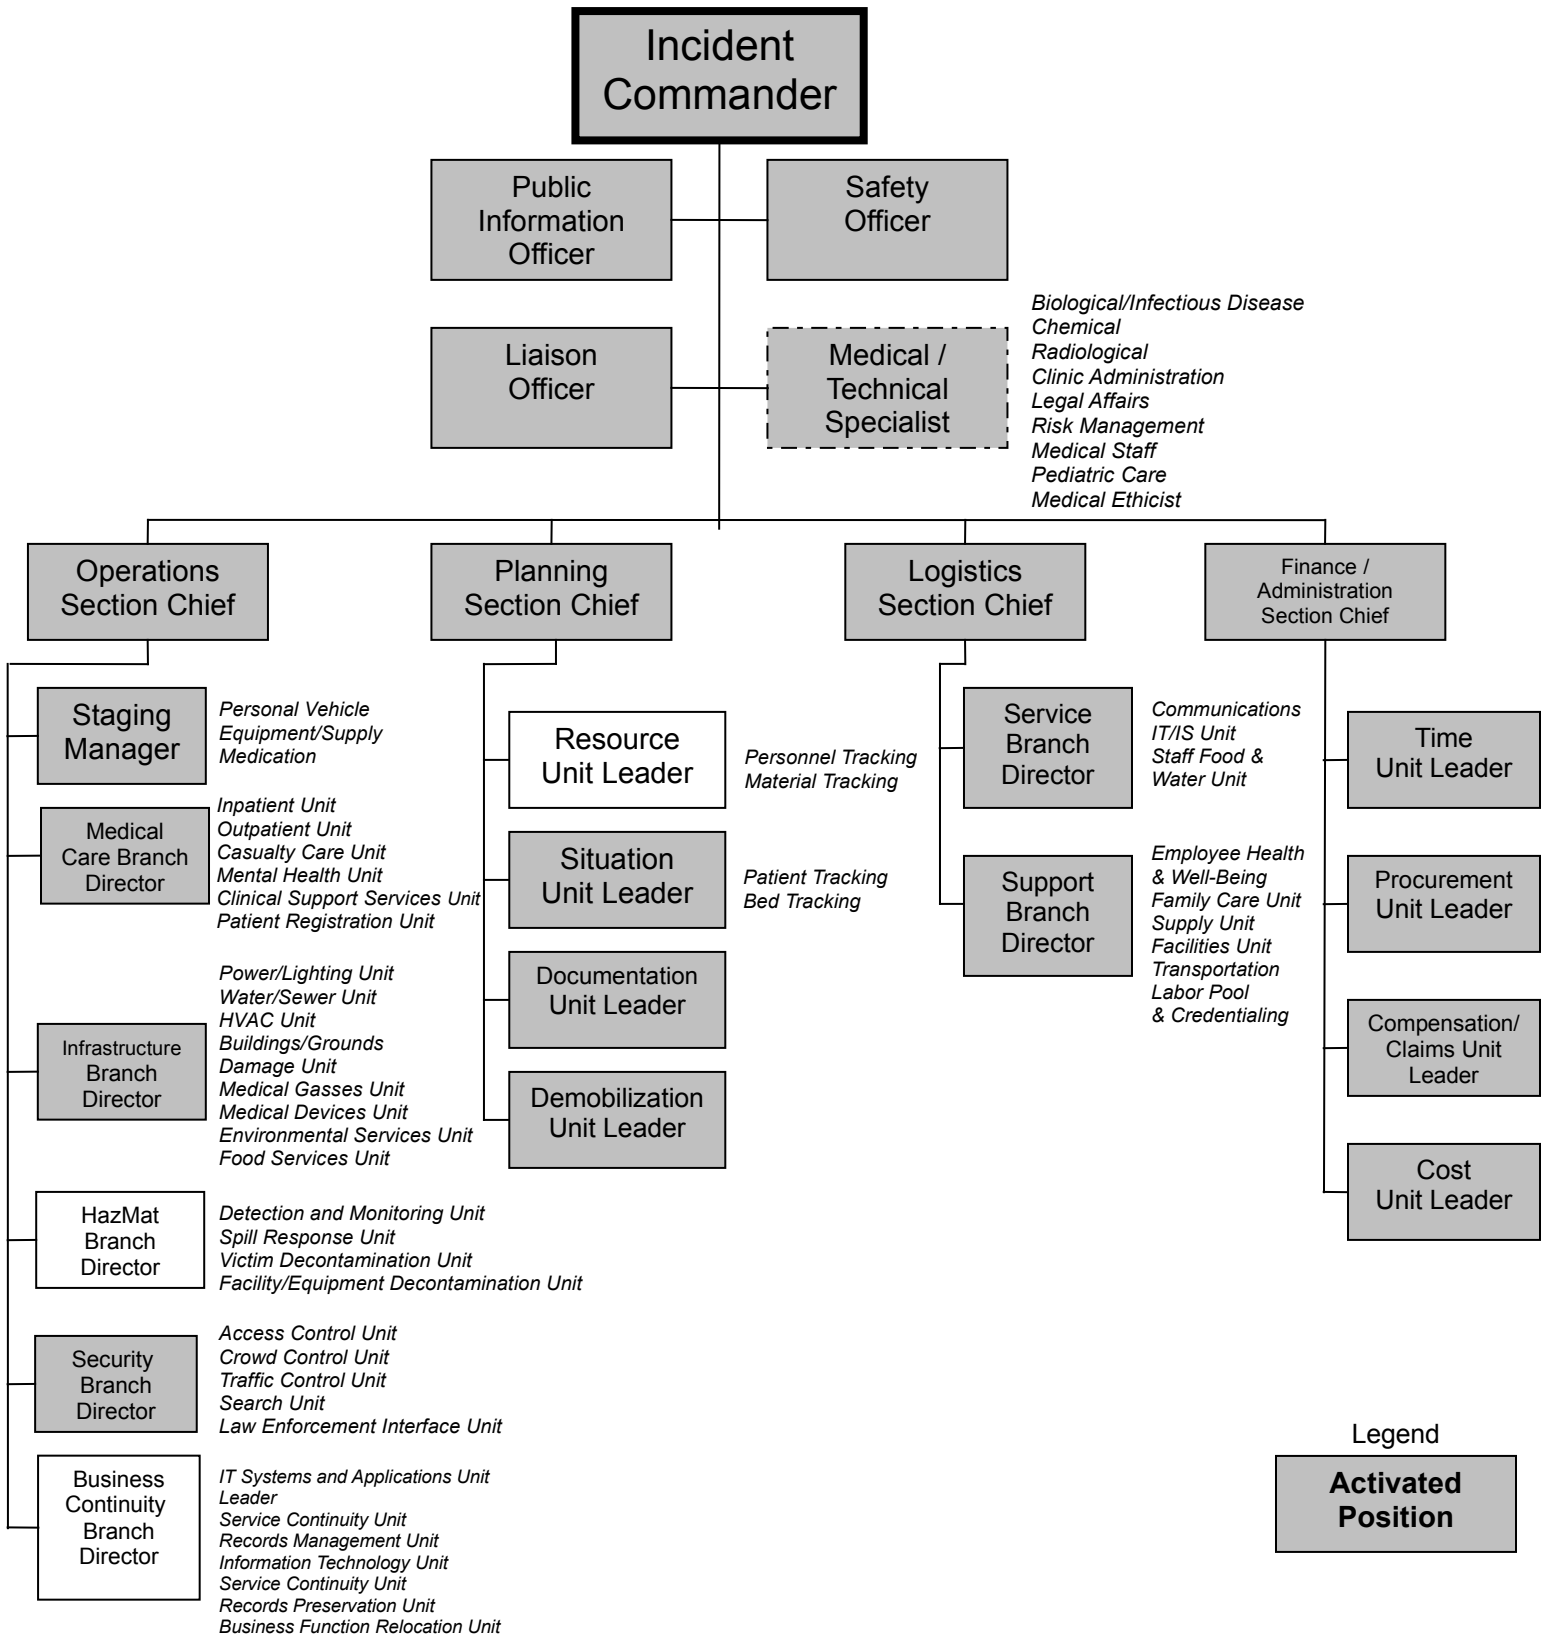 Incident
Commander
Public
Information
Officer
Safety
Officer
Liaison
Officer
Medical /
Technical
Specialist
Biological/Infectious Disease
Chemical
Radiological
Clinic Administration
Legal Affairs
Risk Management
Medical Staff
Pediatric Care
Medical Ethicist
Operations
Section Chief
Planning
Section Chief
Logistics
Section Chief
Finance /
Administration
Section Chief
Staging
Manager
Personal Vehicle
Equipment/Supply
Medication
Medical
Care Branch
Director
Inpatient Unit
Outpatient Unit
Casualty Care Unit
Mental Health Unit
Clinical Support Services Unit
Patient Registration Unit
Infrastructure
Branch
Director
Power/Lighting Unit
Water/Sewer Unit
HVAC Unit
Buildings/Grounds
Damage Unit
Medical Gasses Unit
Medical Devices Unit
Environmental Services Unit
Food Services Unit
HazMat
Branch
Director
Detection and Monitoring Unit
Spill Response Unit
Victim Decontamination Unit
Facility/Equipment Decontamination Unit
Security
Branch
Director
Access Control Unit
Crowd Control Unit
Traffic Control Unit
Search Unit
Law Enforcement Interface Unit
Business
Continuity
Branch
Director
IT Systems and Applications Unit
Leader
Service Continuity Unit
Records Management Unit
Information Technology Unit
Service Continuity Unit
Records Preservation Unit
Business Function Relocation Unit
Resource
Unit Leader
Personnel Tracking
Material Tracking
Situation
Unit Leader
Patient Tracking
Bed Tracking
Documentation
Unit Leader
Demobilization
Unit Leader
Service
Branch
Director
Communications
IT/IS Unit
Staff Food &
Water Unit
Support
Branch
Director
Employee Health
& Well-Being
Family Care Unit
Supply Unit
Facilities Unit
Transportation
Labor Pool
& Credentialing
Time
Unit Leader
Procurement
Unit Leader
Compensation/
Claims Unit
Leader
Cost
Unit Leader
Legend
Activated
Position